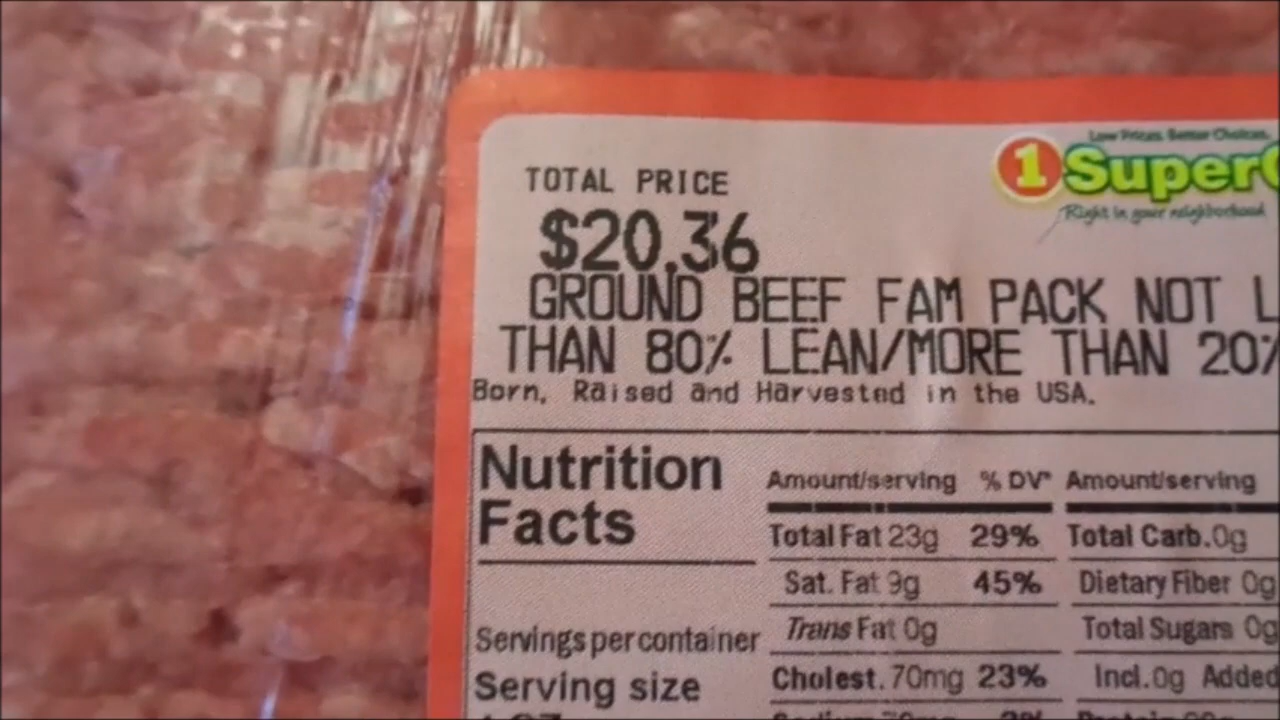 Low Prices. Better Choices.
1 Super
Right in your neighborhood
TOTAL PRICE
$20.36
GROUND BEEF FAM PACK NOT L
THAN 80% LEAN/MORE THAN 20%
Born, Raised and Harvested in the USA.
Nutrition
Facts
Servings per container
Serving size
Amount/serving % DV* Amount/serving
Total Fat 23g 29% Total Carb. 0g
Sat. Fat 9g 45% Dietary Fiber 0g
Trans Fat 0g Total Sugars 0g
Cholest. 70mg 23% Incl. 0g Added